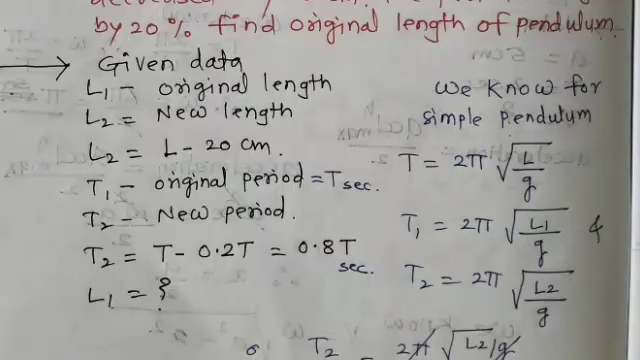 by 20% find original length of pendulum.
Given data
L₁ - original length
L₂ = New length
L₂ = L - 20 cm.
T₁ - original period = T sec.
T₂ - New period.
T₂ = T - 0.2T = 0.8T sec.
L₁ = ?
We know for
simple pendulum
T = 2π √(L/g)
T₁ = 2π √(L₁/g) &
T₂ = 2π √(L₂/g)
T₂ = 2π √L₂/g